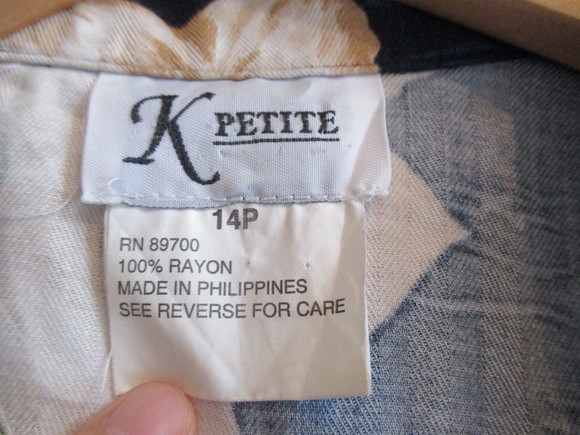 K PETITE
14P
RN 89700
100% RAYON
MADE IN PHILIPPINES
SEE REVERSE FOR CARE